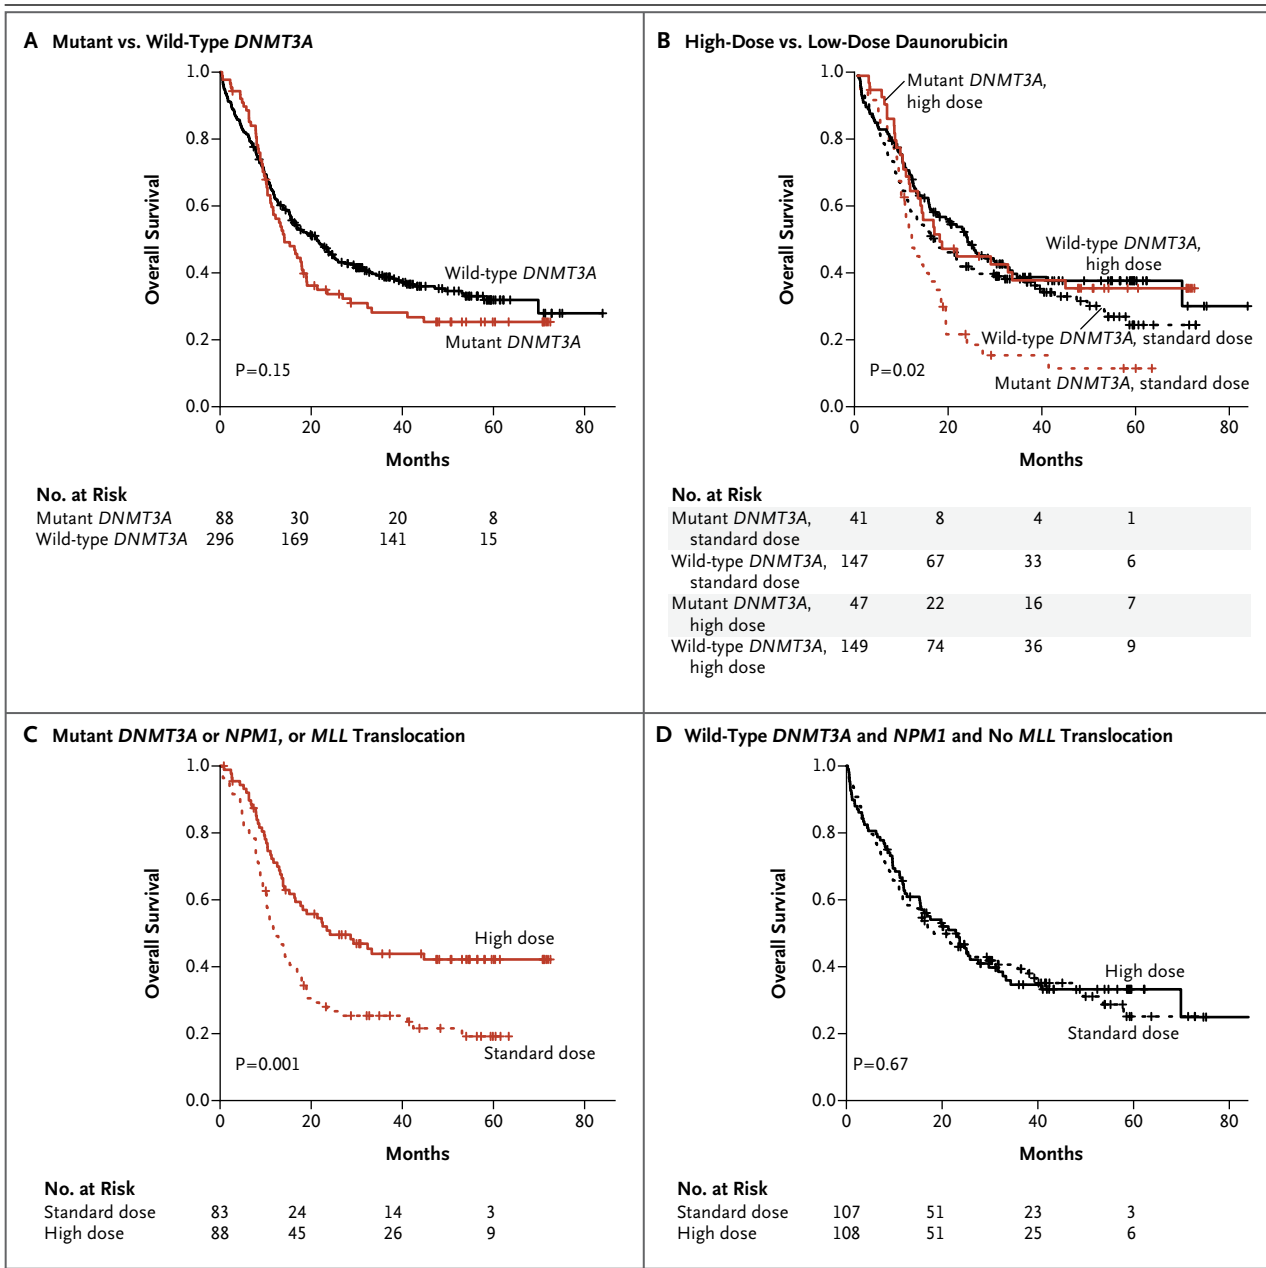 A Mutant vs. Wild-Type DNMT3A
1.0
0.8
0.6
0.4
0.2
0.0
Overall Survival
Wild-type DNMT3A
Mutant DNMT3A
P=0.15
0 20 40 60 80
Months
No. at Risk
Mutant DNMT3A 88 30 20 8
Wild-type DNMT3A 296 169 141 15
B High-Dose vs. Low-Dose Daunorubicin
1.0
0.8
0.6
0.4
0.2
0.0
Overall Survival
Mutant DNMT3A,
high dose
Wild-type DNMT3A,
high dose
Wild-type DNMT3A, standard dose
P=0.02
Mutant DNMT3A, standard dose
0 20 40 60 80
Months
No. at Risk
Mutant DNMT3A, 41 8 4 1
standard dose
Wild-type DNMT3A, 147 67 33 6
standard dose
Mutant DNMT3A, 47 22 16 7
high dose
Wild-type DNMT3A, 149 74 36 9
high dose
C Mutant DNMT3A or NPM1, or MLL Translocation
1.0
0.8
0.6
0.4
0.2
0.0
Overall Survival
High dose
Standard dose
P=0.001
0 20 40 60 80
Months
No. at Risk
Standard dose 83 24 14 3
High dose 88 45 26 9
D Wild-Type DNMT3A and NPM1 and No MLL Translocation
1.0
0.8
0.6
0.4
0.2
0.0
Overall Survival
High dose
Standard dose
P=0.67
0 20 40 60 80
Months
No. at Risk
Standard dose 107 51 23 3
High dose 108 51 25 6